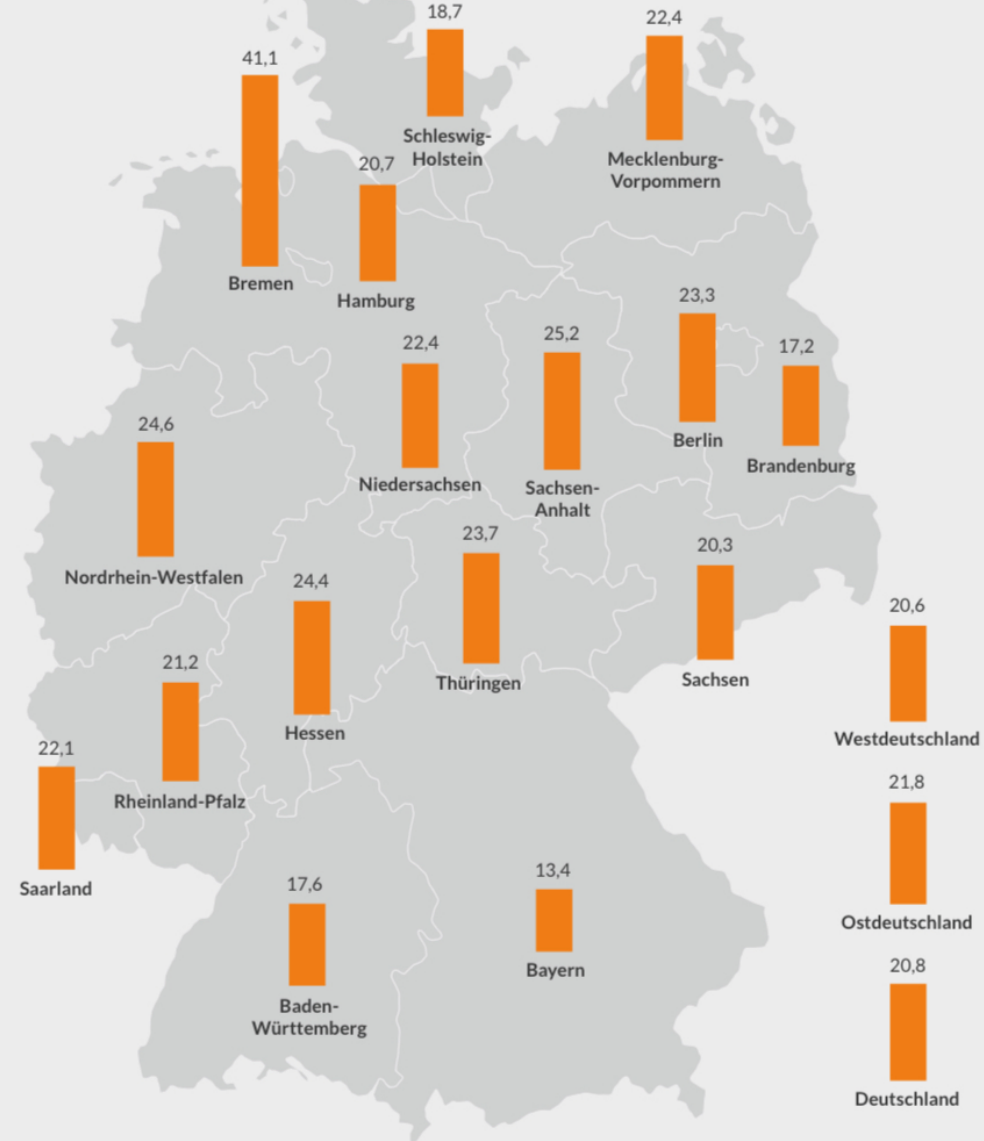 18,7
Schleswig-
Holstein
22,4
Mecklenburg-
Vorpommern
41,1
Bremen
20,7
Hamburg
23,3
Berlin
17,2
Brandenburg
22,4
Niedersachsen
25,2
Sachsen-
Anhalt
24,6
Nordrhein-Westfalen
23,7
Thüringen
20,3
Sachsen
24,4
Hessen
21,2
Rheinland-Pfalz
22,1
Saarland
17,6
Baden-
Württemberg
13,4
Bayern
20,6
Westdeutschland
21,8
Ostdeutschland
20,8
Deutschland